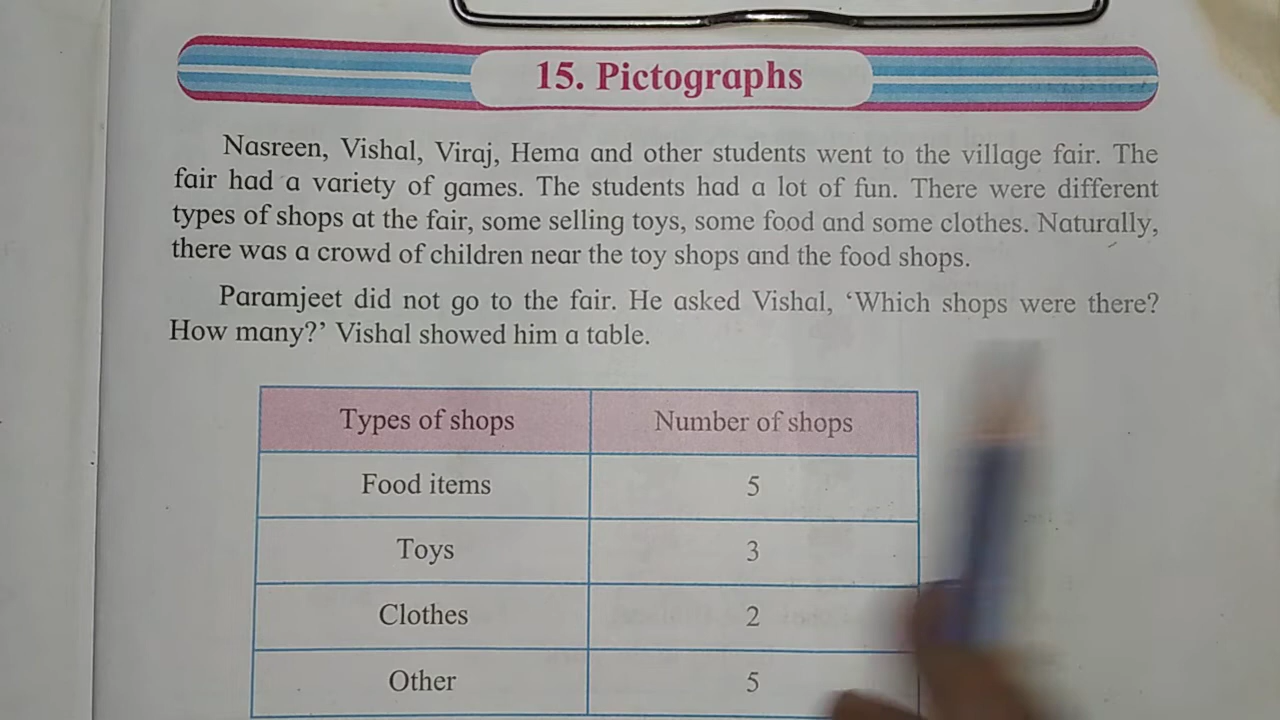 15. Pictographs
Nasreen, Vishal, Viraj, Hema and other students went to the village fair. The
fair had a variety of games. The students had a lot of fun. There were different
types of shops at the fair, some selling toys, some food and some clothes. Naturally,
there was a crowd of children near the toy shops and the food shops.
Paramjeet did not go to the fair. He asked Vishal, ‘Which shops were there?
How many?’ Vishal showed him a table.
Types of shops Number of shops
Food items 5
Toys 3
Clothes 2
Other 5